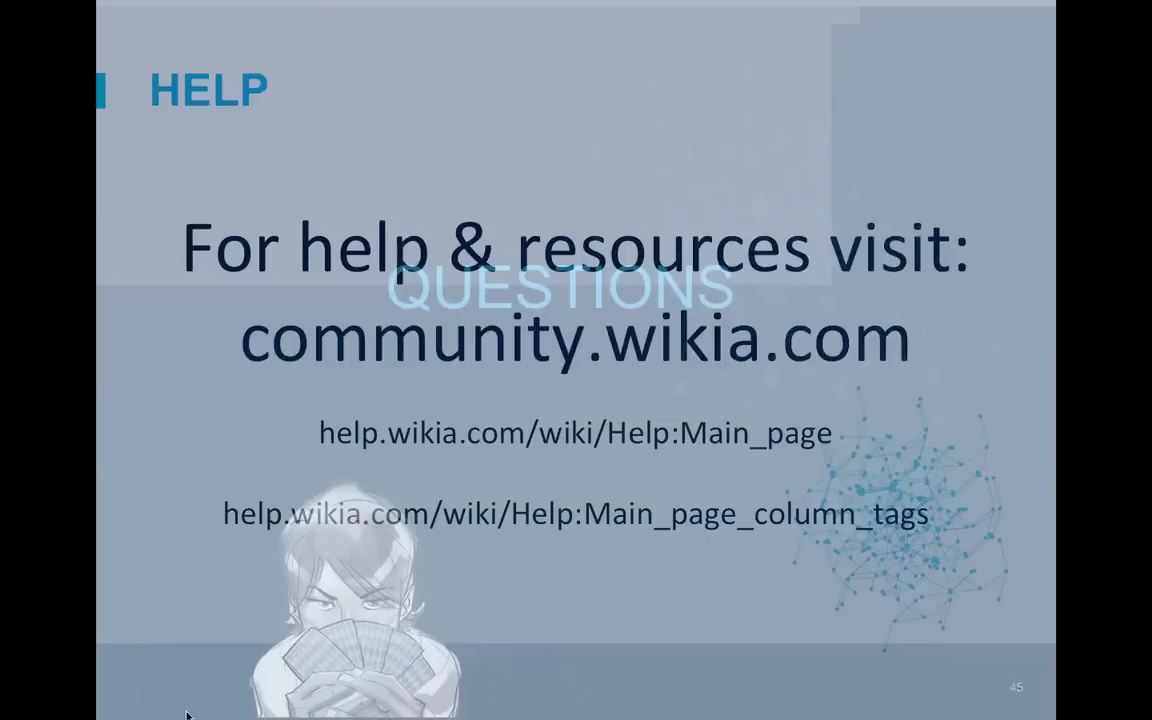 HELP
For help & resources visit:
QUESTIONS
community.wikia.com
help.wikia.com/wiki/Help:Main_page
help.wikia.com/wiki/Help:Main_page_column_tags
45